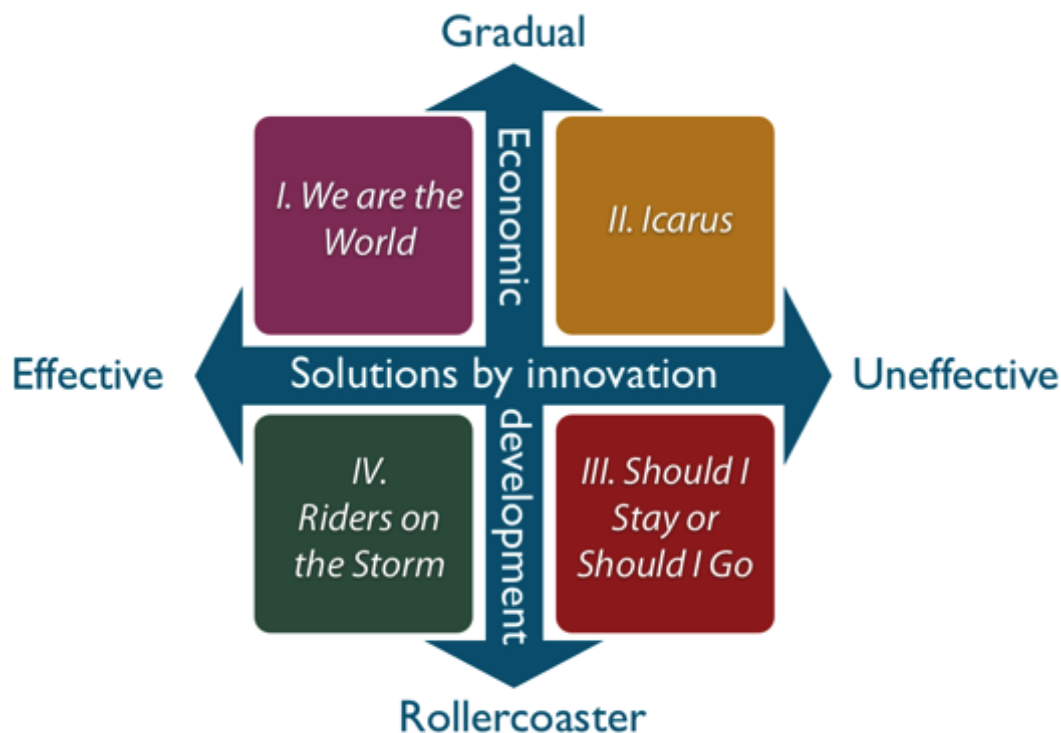 Gradual
I. We are the
World
II. Icarus
Economic
Effective
Solutions by innovation
Uneffective
development
IV.
Riders on
the Storm
III. Should I
Stay or
Should I Go
Rollercoaster